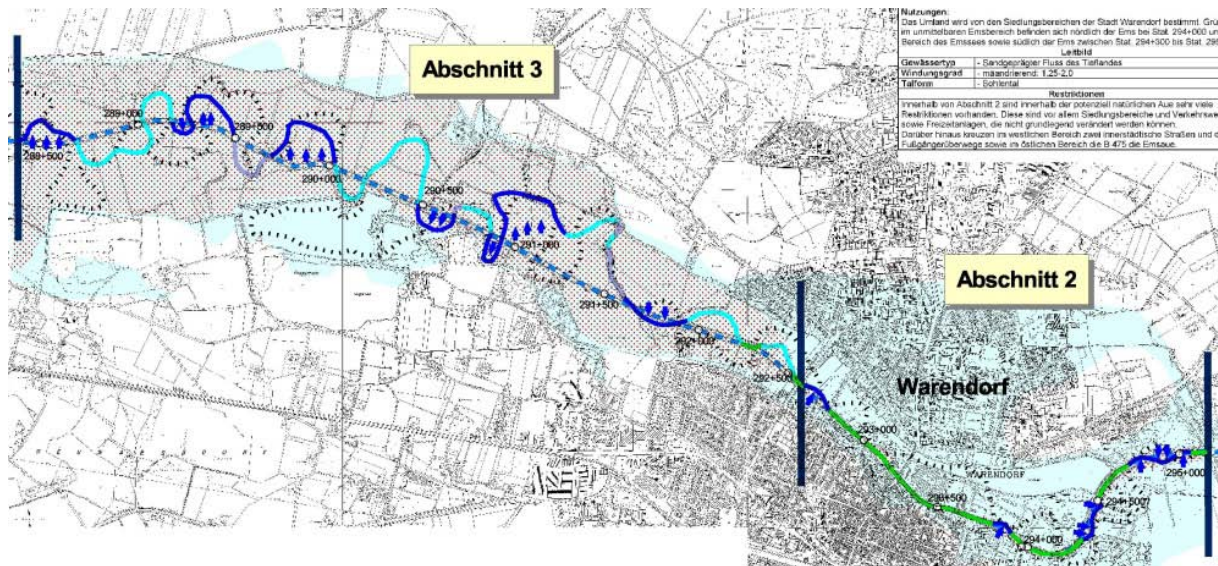 Nutzungen:
Das Umland wird von den Siedlungsbereichen der Stadt Warendorf bestimmt. Grü
im unmittelbaren Emsbereich befinden sich nördlich der Ems bei Stat. 294+000 un
Bereich des Emssees sowie südlich der Ems zwischen Stat. 294+300 bis Stat. 295
Leitbild
Gewässertyp - Sandgeprägter Fluss des Tieflandes
Windungsgrad - mäandrierend: 1,25-2,0
Talform - Sohlental
Restriktionen
Innerhalb von Abschnitt 2 sind innerhalb der potenziell natürlichen Aue sehr viele
Restriktionen vorhanden. Diese sind vor allem Siedlungsbereiche und Verkehrswe
sowie Freizeitanlagen, die nicht grundlegend verändert werden können.
Darüber hinaus kreuzen im westlichen Bereich zwei innerstädtische Straßen und d
Fußgängerüberwege sowie im östlichen Bereich die B 475 die Emsaue.
Abschnitt 3
288+500
289+000
289+500
290+000
290+500
291+000
291+500
292+000
292+500
Abschnitt 2
Warendorf
293+000
WARENDORF
293+500
294+000
294+500
295+000